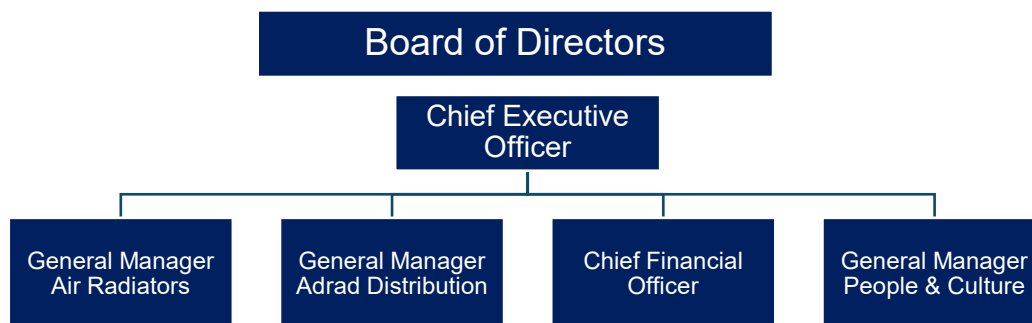 Board of Directors
Chief Executive
Officer
General Manager
Air Radiators
General Manager
Adrad Distribution
Chief Financial
Officer
General Manager
People & Culture